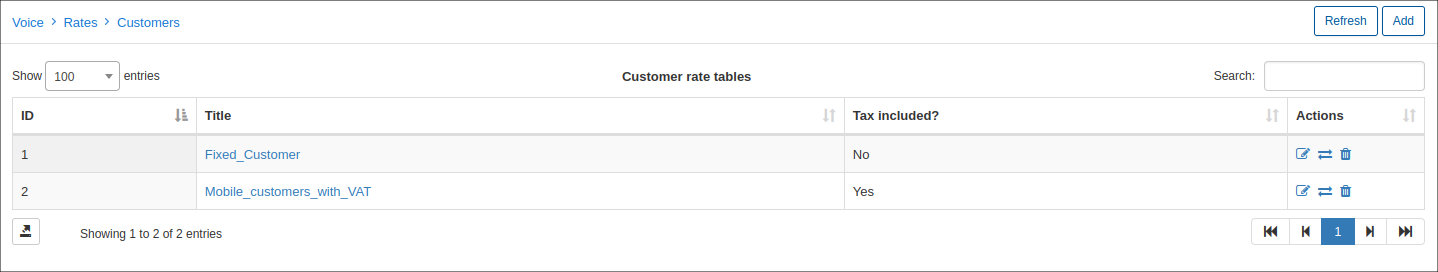 Voice > Rates > Customers Refresh Add
Show 100 entries Customer rate tables Search:
ID Title Tax included? Actions
1 Fixed_Customer No
2 Mobile_customers_with_VAT Yes
Showing 1 to 2 of 2 entries 1